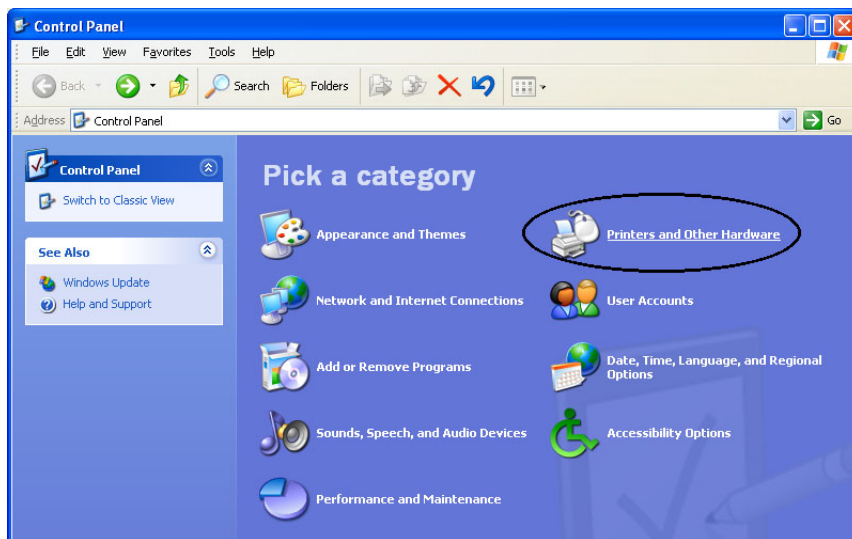 Control Panel
File Edit View Favorites Tools Help
Back Search Folders
Address Control Panel Go
Control Panel
Switch to Classic View
See Also
Windows Update
Help and Support
Pick a category
Appearance and Themes
Printers and Other Hardware
Network and Internet Connections
User Accounts
Add or Remove Programs
Date, Time, Language, and Regional
Options
Sounds, Speech, and Audio Devices
Accessibility Options
Performance and Maintenance